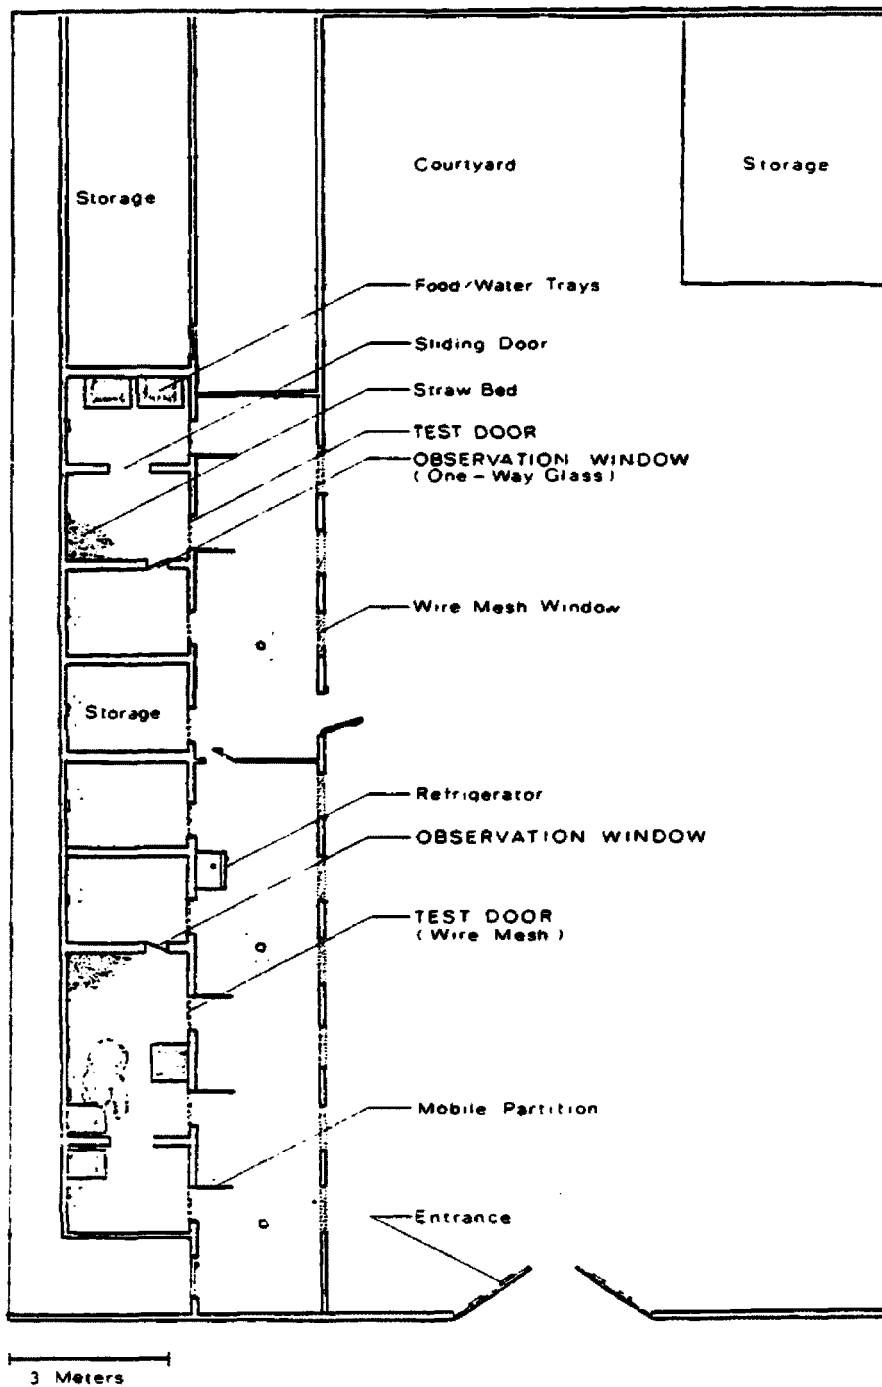 Courtyard
Storage
Storage
Food/Water Trays
Sliding Door
Straw Bed
TEST DOOR
OBSERVATION WINDOW
(One-Way Glass)
Wire Mesh Window
Storage
Refrigerator
OBSERVATION WINDOW
TEST DOOR
(Wire Mesh)
Mobile Partition
Entrance
3 Meters